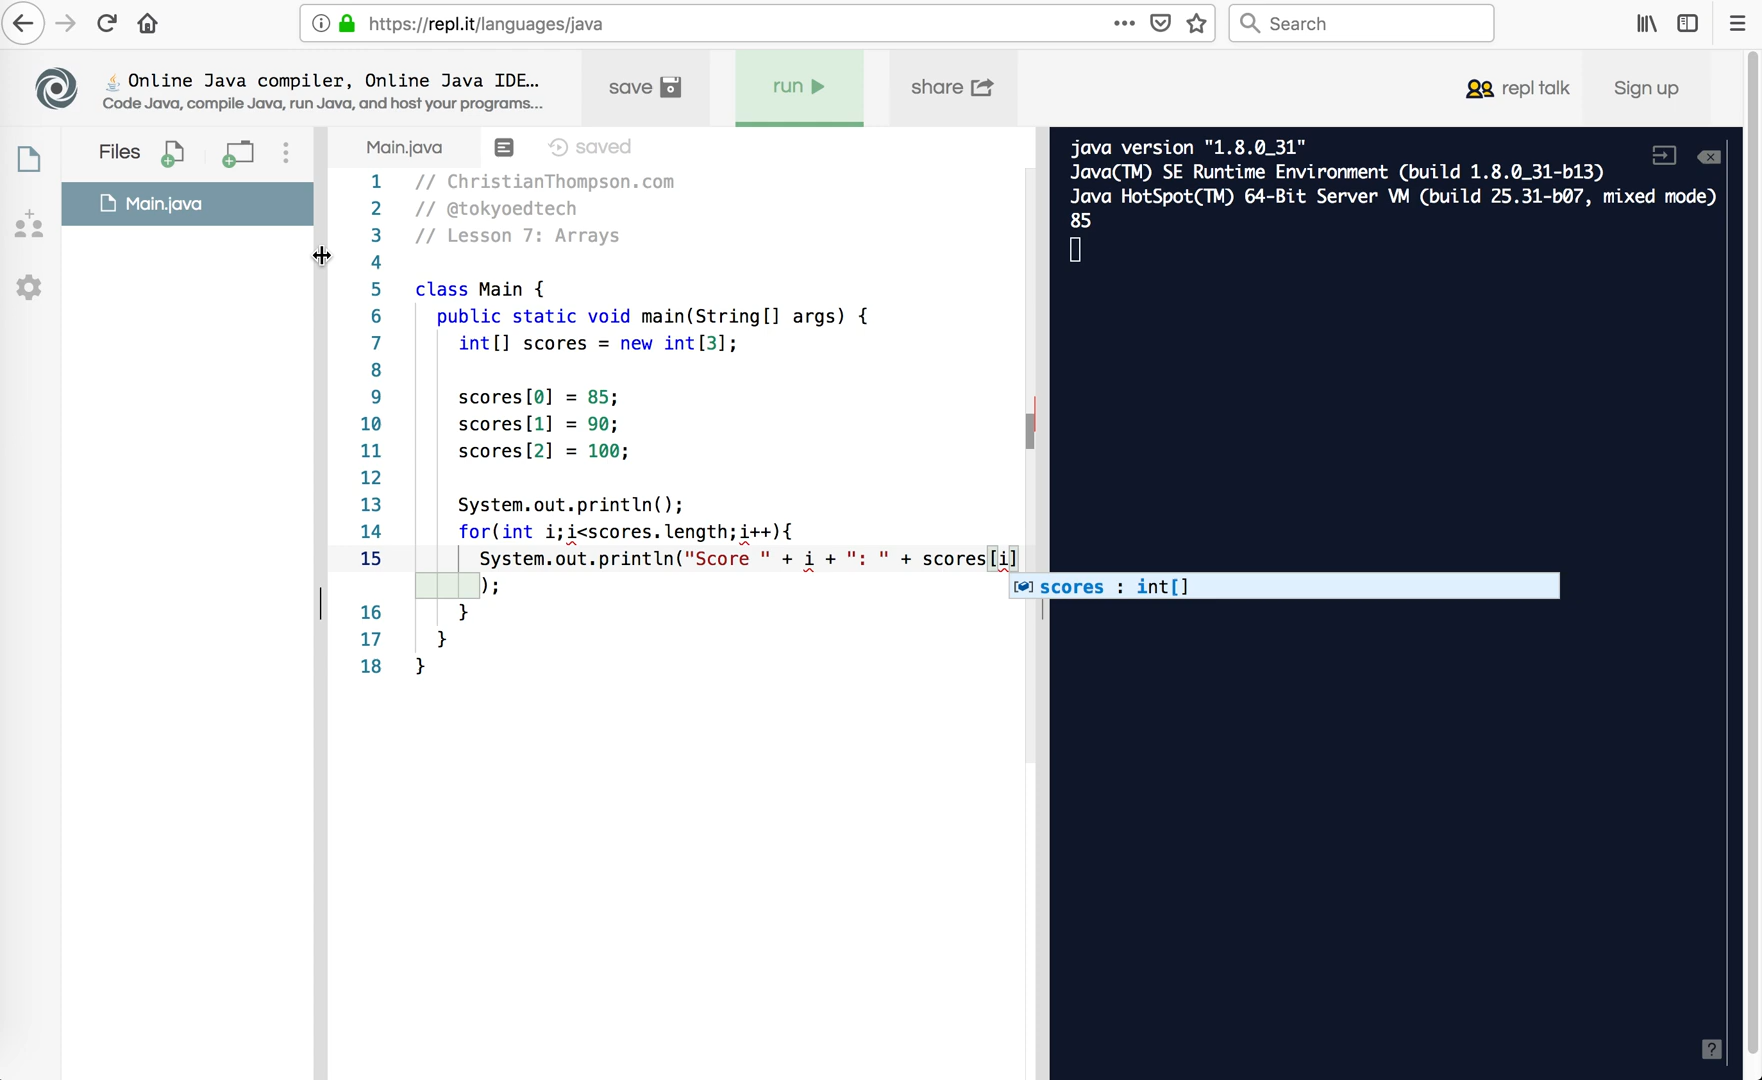 https://repl.it/languages/java
Search
Online Java compiler, Online Java IDE...
Code Java, compile Java, run Java, and host your programs...
save
run
share
repl talk
Sign up
Files
Main.java
Main.java
saved
1 // ChristianThompson.com
2 // @tokyoedtech
3 // Lesson 7: Arrays
4
5 class Main {
6 public static void main(String[] args) {
7 int[] scores = new int[3];
8
9 scores[0] = 85;
10 scores[1] = 90;
11 scores[2] = 100;
12
13 System.out.println();
14 for(int i;i<scores.length;i++){
15 System.out.println("Score " + i + ": " + scores[i]
);
scores : int[]
16 }
17 }
18 }
java version "1.8.0_31"
Java(TM) SE Runtime Environment (build 1.8.0_31-b13)
Java HotSpot(TM) 64-Bit Server VM (build 25.31-b07, mixed mode)
85
?